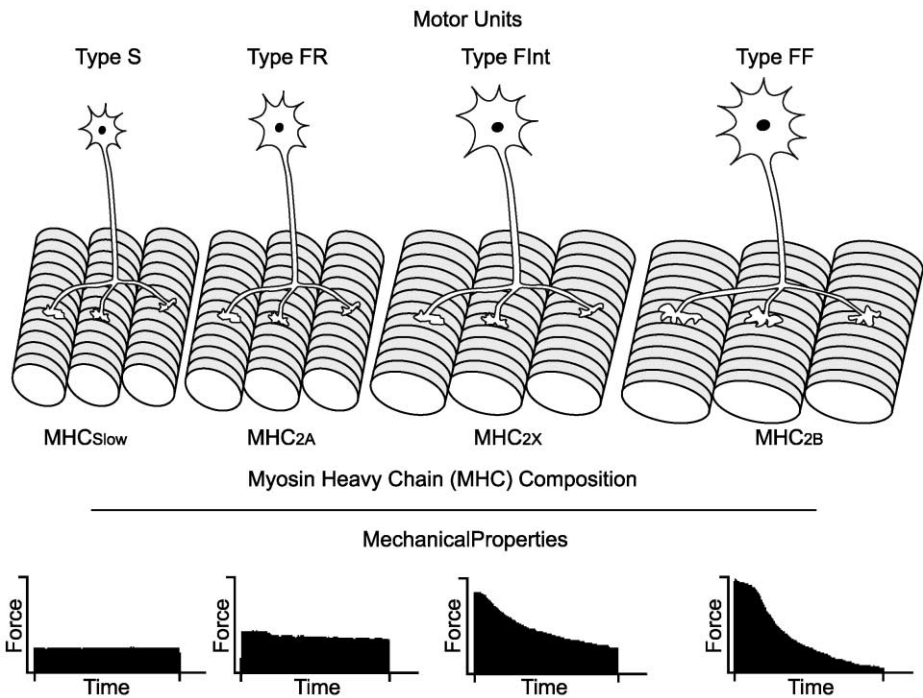 Motor Units
Type S Type FR Type FInt Type FF
MHCSlow MHC2A MHC2X MHC2B
Myosin Heavy Chain (MHC) Composition
MechanicalProperties
Force Force Force Force
Time Time Time Time